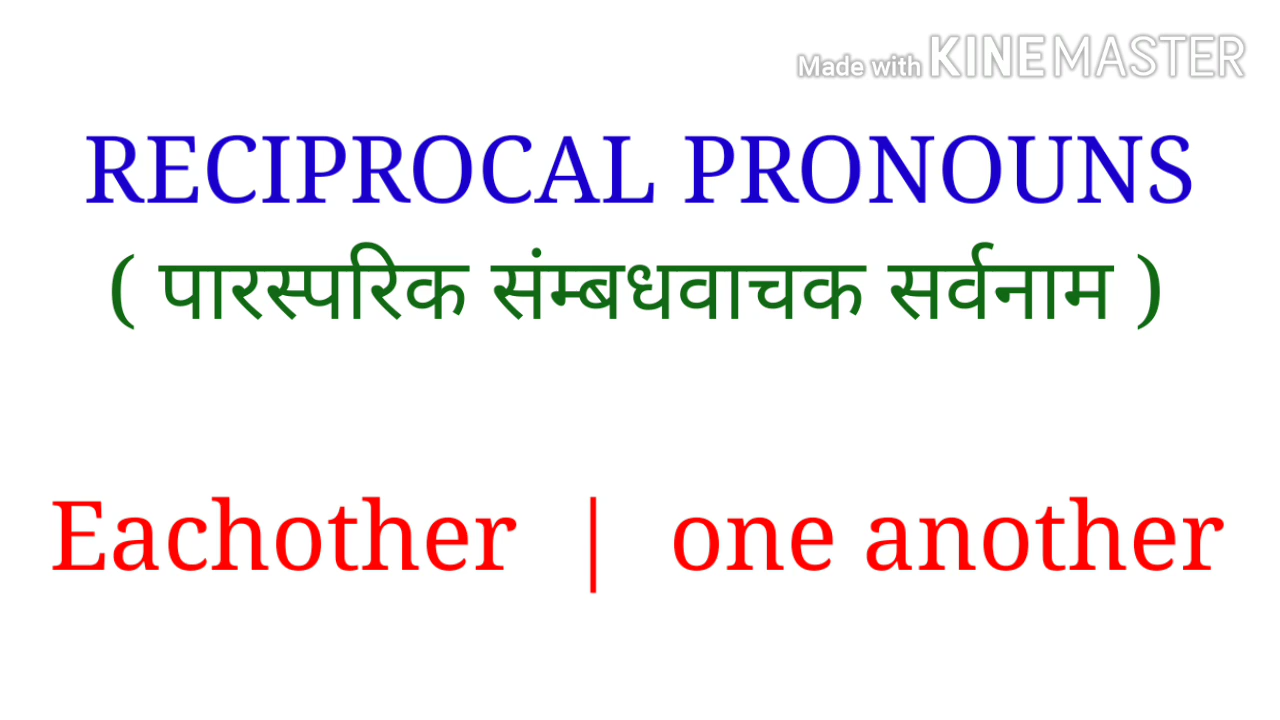 Made with KINEMASTER
RECIPROCAL PRONOUNS
( पारस्परिक संम्बधवाचक सर्वनाम )
Eachother | one another